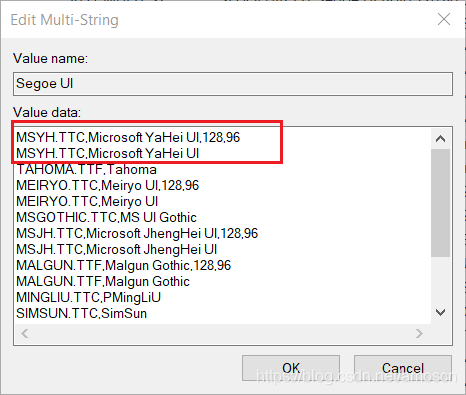 Edit Multi-String
Value name:
Segoe UI
Value data:
MSYH.TTC,Microsoft YaHei UI,128,96
MSYH.TTC,Microsoft YaHei UI
TAHOMA.TTF,Tahoma
MEIRYO.TTC,Meiryo UI,128,96
MEIRYO.TTC,Meiryo UI
MSGOTHIC.TTC,MS UI Gothic
MSJH.TTC,Microsoft JhengHei UI,128,96
MSJH.TTC,Microsoft JhengHei UI
MALGUN.TTF,Malgun Gothic,128,96
MALGUN.TTF,Malgun Gothic
MINGLIU.TTC,PMingLiU
SIMSUN.TTC,SimSun
OK Cancel
https://blog.csdn.net/amoscn